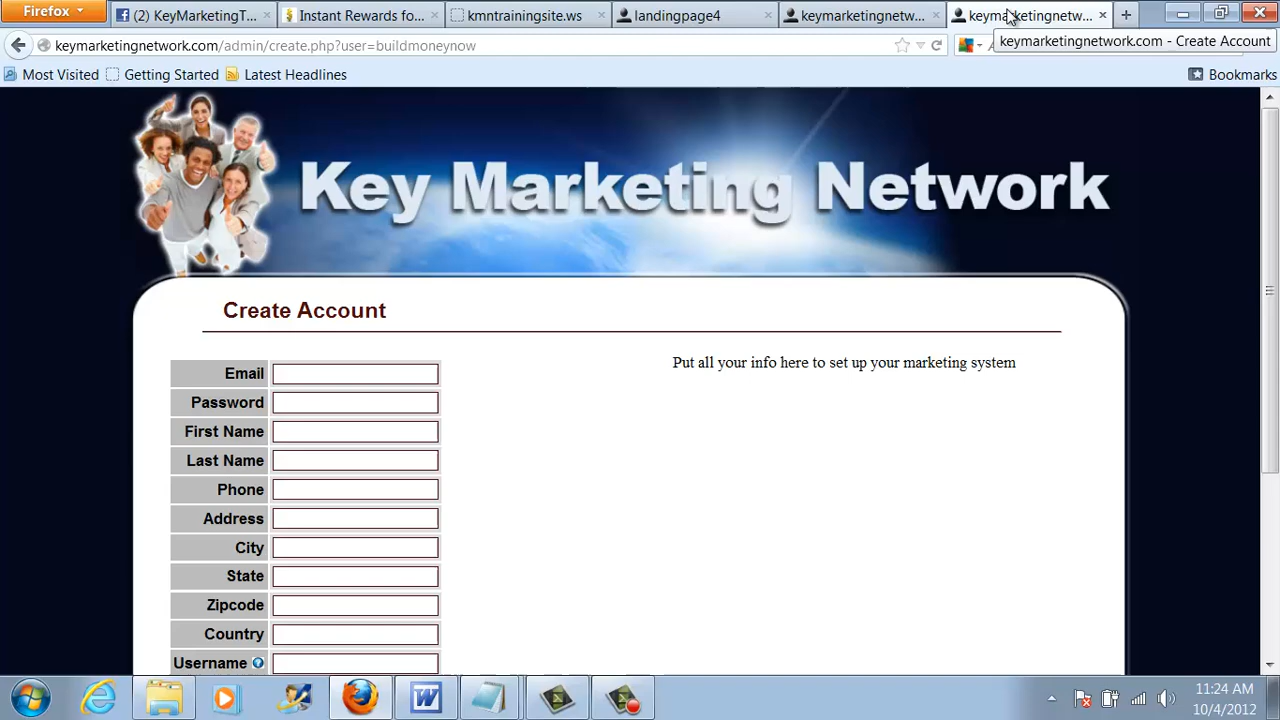 Firefox
(2) KeyMarketingT...
Instant Rewards fo...
kmntrainingsite.ws
landingpage4
keymarketingnetw...
keymarketingnetw...
keymarketingnetwork.com/admin/create.php?user=buildmoneynow
keymarketingnetwork.com - Create Account
Most Visited
Getting Started
Latest Headlines
Bookmarks
Key Marketing Network
Create Account
Put all your info here to set up your marketing system
Email
Password
First Name
Last Name
Phone
Address
City
State
Zipcode
Country
Username
11:24 AM
10/4/2012